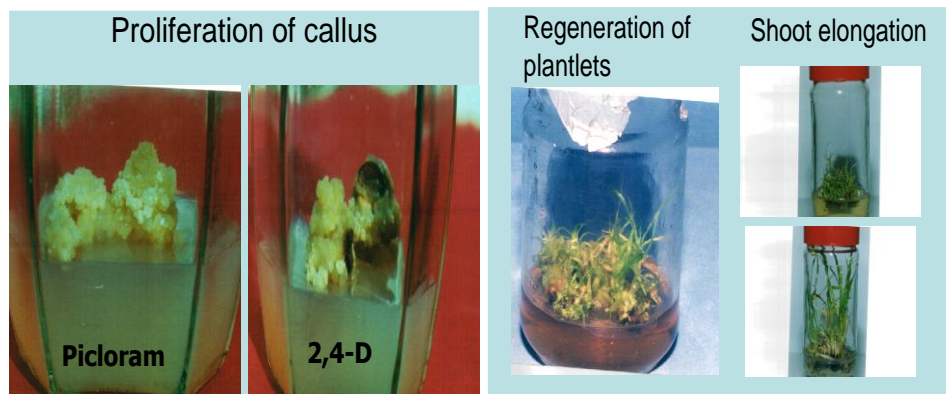 Proliferation of callus
Picloram
2,4-D
Regeneration of
plantlets
Shoot elongation